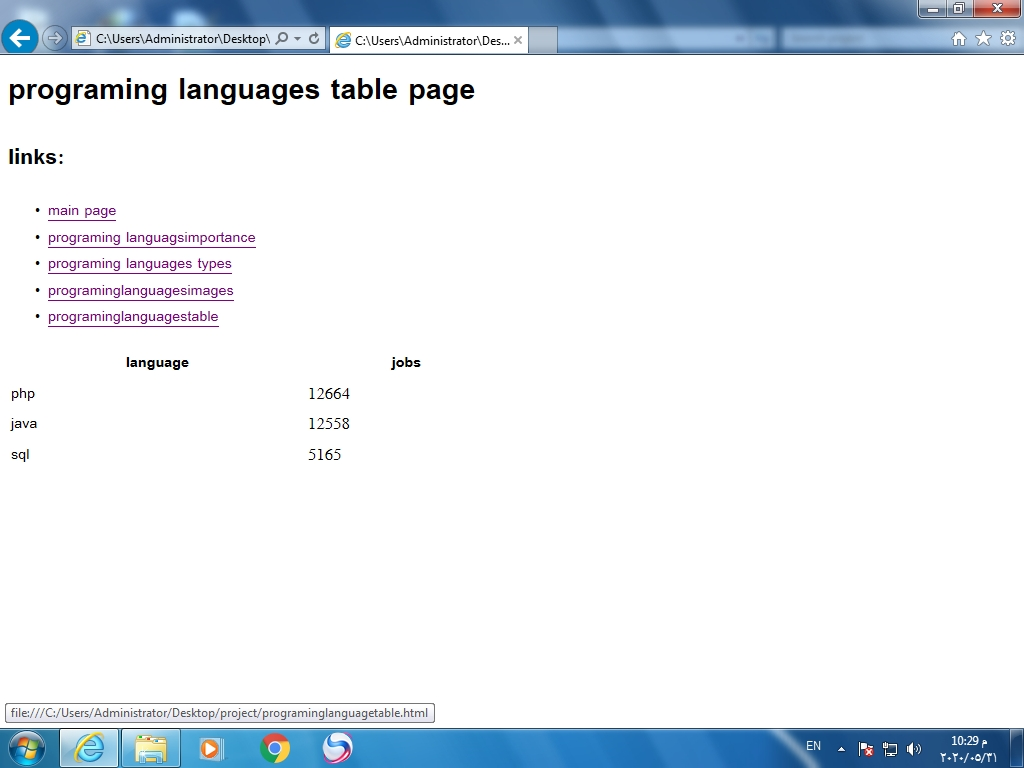 C:\Users\Administrator\Desktop\
C:\Users\Administrator\Des...
programing languages table page
links:
• main page
• programing languagsimportance
• programing languages types
• programinglanguagesimages
• programinglanguagestable
language jobs
php 12664
java 12558
sql 5165
file:///C:/Users/Administrator/Desktop/project/programinglanguagetable.html
EN
10:29 م
٢٠٢٠/٠٥/٣١